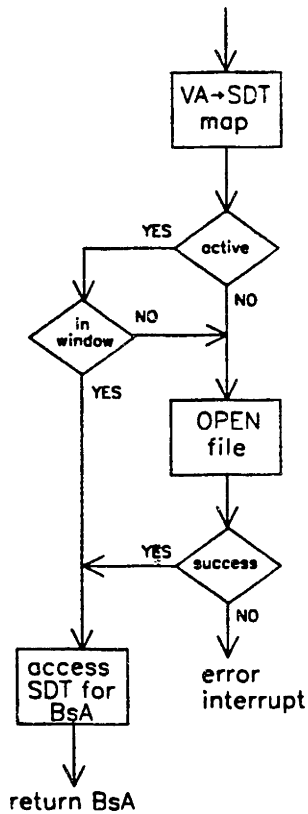 VA→SDT
map
YES
active
NO
in
window
NO
YES
OPEN
file
YES
success
NO
access
SDT for
BsA
error
interrupt
return BsA